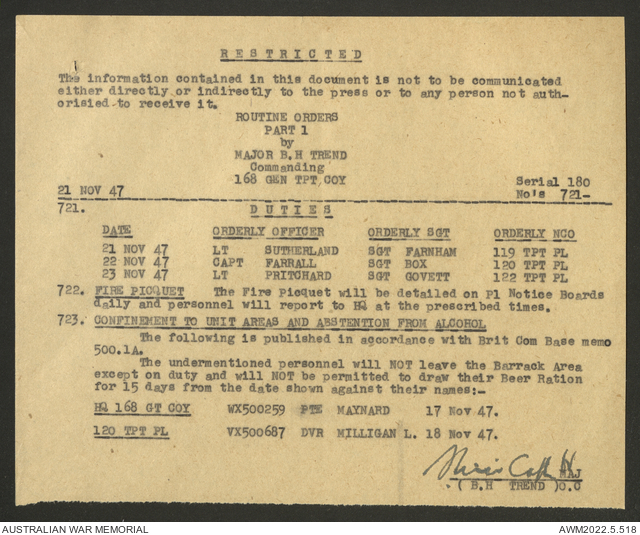 RESTRICTED
The information contained in this document is not to be communicated
either directly or indirectly to the press or to any person not auth-
orisied to receive it.
ROUTINE ORDERS
PART 1
by
MAJOR B.H TREND
Commanding
168 GEN TPT COY
Serial 180
21 NOV 47
No's 721-
721. DUTIES
DATE ORDERLY OFFICER ORDERLY SGT ORDERLY NCO
21 NOV 47 LT SUTHERLAND SGT FARNHAM 119 TPT PL
22 NOV 47 CAPT FARRALL SGT BOX 120 TPT PL
23 NOV 47 LT PRITCHARD SGT GOVETT 122 TPT PL
722. FIRE PICQUET The Fire Picquet will be detailed on Pl Notice Boards
daily and personnel will report to HQ at the prescribed times.
723. CONFINEMENT TO UNIT AREAS AND ABSTENTION FROM ALCOHOL
The following is published in accordance with Brit Com Base memo
500.1A.
The undermentioned personnel will NOT leave the Barrack Area
except on duty and will NOT be permitted to draw their Beer Ration
for 15 days from the date shown against their names:-
HQ 168 GT COY WX500259 PTE MAYNARD 17 Nov 47.
120 TPT PL VX500687 DVR MILLIGAN L. 18 Nov 47.
MAJ
( B.H TREND )O.C
AUSTRALIAN WAR MEMORIAL
AWM2022.5.518